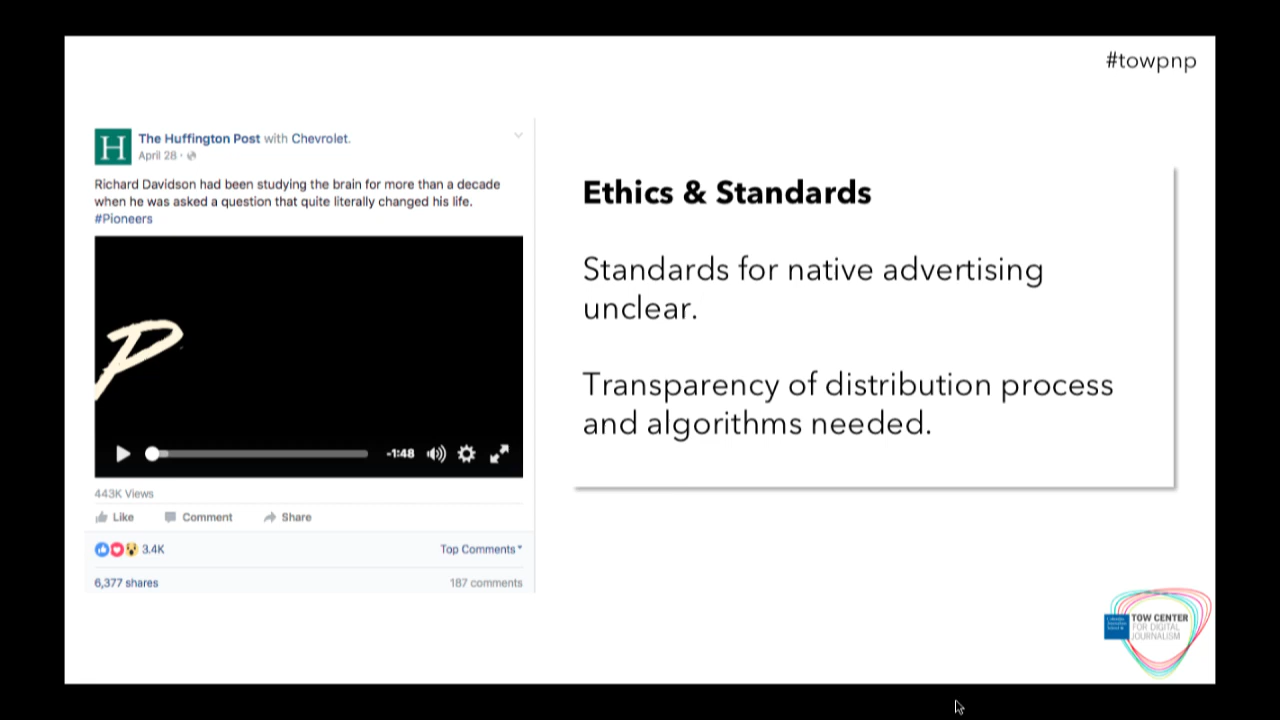 #towpnp
The Huffington Post with Chevrolet.
April 28 ·
Richard Davidson had been studying the brain for more than a decade
when he was asked a question that quite literally changed his life.
#Pioneers
P
-1:48
443K Views
Like Comment Share
3.4K Top Comments
6,377 shares 187 comments
Ethics & Standards
Standards for native advertising
unclear.
Transparency of distribution process
and algorithms needed.
TOW CENTER
FOR DIGITAL
JOURNALISM